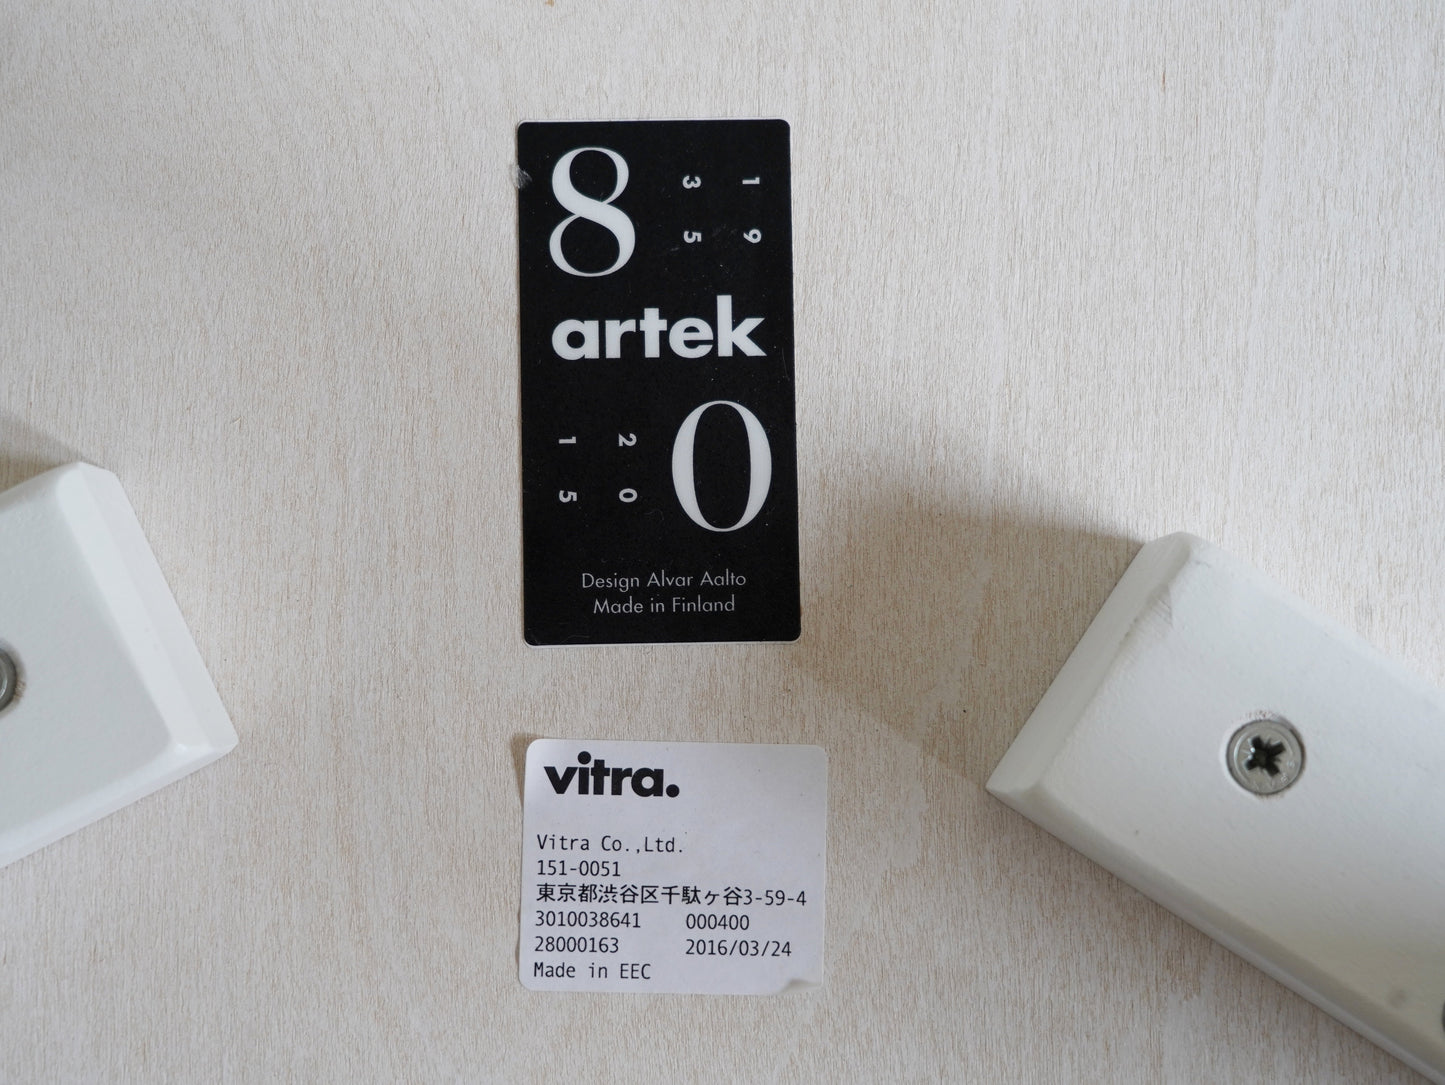 8
1 9
3 5
artek
2 0
1 5
0
Design Alvar Aalto
Made in Finland
vitra.
Vitra Co.,Ltd.
151-0051
東京都渋谷区千駄ヶ谷3-59-4
3010038641 000400
28000163 2016/03/24
Made in EEC